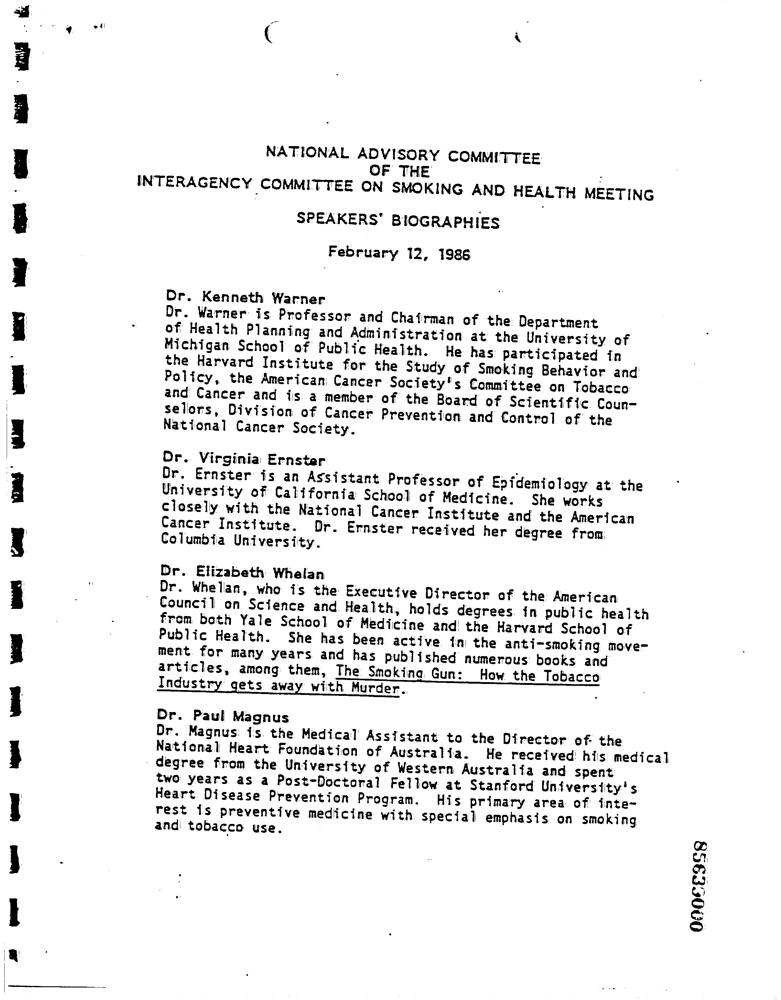 NATIONAL ADVISORY COMMITTEE
OF THE
INTERAGENCY COMMITTEE ON SMOKING AND HEALTH MEETING
SPEAKERS' BIOGRAPHIES
February 12, 1986
Dr. Kenneth Warner
Dr. Warner is Professor and Chairman of the Department
of Health Planning and Administration at the University of
Michigan School of Public Health. He has participated in
the Harvard Institute for the Study of Smoking Behavior and
Policy, the American Cancer Society's Committee on Tobacco
and Cancer and is a member of the Board of Scientific Coun-
selors, Division of Cancer Prevention and Control of the
National Cancer Society.
Dr. Virginia Ernster
Dr. Ernster is an Assistant Professor of Epidemiology at the
University of California School of Medicine. She works
closely with the National Cancer Institute and the American
Cancer Institute. Dr. Ernster received her degree from
Columbia University.
Dr. Elizabeth Whelan
Dr. Whelan, who is the Executive Director of the American
Council on Science and Health, holds degrees in public health
from both Yale School of Medicine and the Harvard School of
Public Health. She has been active in the anti-smoking move-
ment for many years and has published numerous books and
articles, among them, The Smoking Gun: How the Tobacco
Industry gets away with Murder.
Dr. Paul Magnus
Dr. Magnus is the Medical Assistant to the Director of the
National Heart Foundation of Australia. He received his medical
degree from the University of Western Australia and spent
two years as a Post-Doctoral Fellow at Stanford University's
Heart Disease Prevention Program. His primary area of inte-
rest is preventive medicine with special emphasis on smoking
and tobacco use.
85633000